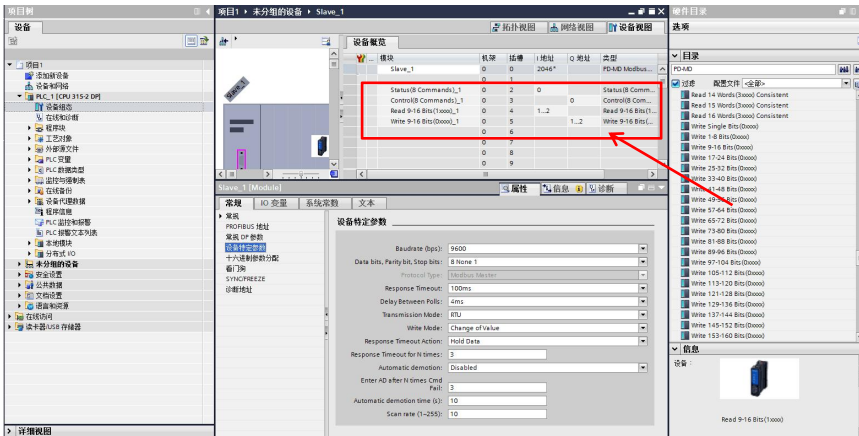 项目树
项目1 › 未分组的设备 › Slave_1
硬件目录
设备
拓扑视图
网络视图
设备视图
选项
设备概览
模块
机架
插槽
I 地址
Q 地址
类型
Slave_1 0 0 2046* PD-MD Modbus...
0 1
Status(8 Commands)_1 0 2 0 Status(8 Comm...
Control(8 Commands)_1 0 3 0 Control(8 Com...
Read 9-16 Bits(0xxxx)_1 0 4 1...2 Read 9-16 Bits(1...
Write 9-16 Bits(0xxxx)_1 0 5 1...2 Write 9-16 Bits(...
0 6
0 7
0 8
0 9
Slave_1
项目1
添加新设备
设备和网络
PLC_1 [CPU 315-2 DP]
设备组态
在线和诊断
程序块
工艺对象
外部源文件
PLC 变量
PLC 数据类型
监控与强制表
在线备份
设备代理数据
程序信息
PLC 监控和报警
PLC 报警文本列表
本地模块
分布式 I/O
未分组的设备
安全设置
公共数据
文档设置
语言和资源
在线访问
读卡器/USB 存储器
详细视图
Slave_1 [Module]
属性
信息
诊断
常规
IO 变量
系统常数
文本
常规
PROFIBUS 地址
常规 DP 参数
设备特定参数
十六进制参数分配
看门狗
SYNC/FREEZE
诊断地址
设备特定参数
Baudrate (bps): 9600
Data bits, Parity bit, Stop bits: 8 None 1
Protocol Type: Modbus Master
Response Timeout: 100ms
Delay Between Polls: 4ms
Transmission Mode: RTU
Write Mode: Change of Value
Response Timeout Action: Hold Data
Response Timeout for N times: 3
Automatic demotion: Disabled
Enter AD after N times Cmd
Fail: 3
Automatic demotion time (s): 10
Scan rate (1~255): 10
目录
PD-MD
过滤
配置文件 <全部>
Read 14 Words(3xxxx) Consistent
Read 15 Words(3xxxx) Consistent
Read 16 Words(3xxxx) Consistent
Write Single Bits(0xxxx)
Write 1-8 Bits(0xxxx)
Write 9-16 Bits(0xxxx)
Write 17-24 Bits(0xxxx)
Write 25-32 Bits(0xxxx)
Write 33-40 Bits(0xxxx)
Write 41-48 Bits(0xxxx)
Write 49-56 Bits(0xxxx)
Write 57-64 Bits(0xxxx)
Write 65-72 Bits(0xxxx)
Write 73-80 Bits(0xxxx)
Write 81-88 Bits(0xxxx)
Write 89-96 Bits(0xxxx)
Write 97-104 Bits(0xxxx)
Write 105-112 Bits(0xxxx)
Write 113-120 Bits(0xxxx)
Write 121-128 Bits(0xxxx)
Write 129-136 Bits(0xxxx)
Write 137-144 Bits(0xxxx)
Write 145-152 Bits(0xxxx)
Write 153-160 Bits(0xxxx)
信息
设备：
Read 9-16 Bits(1xxxx)